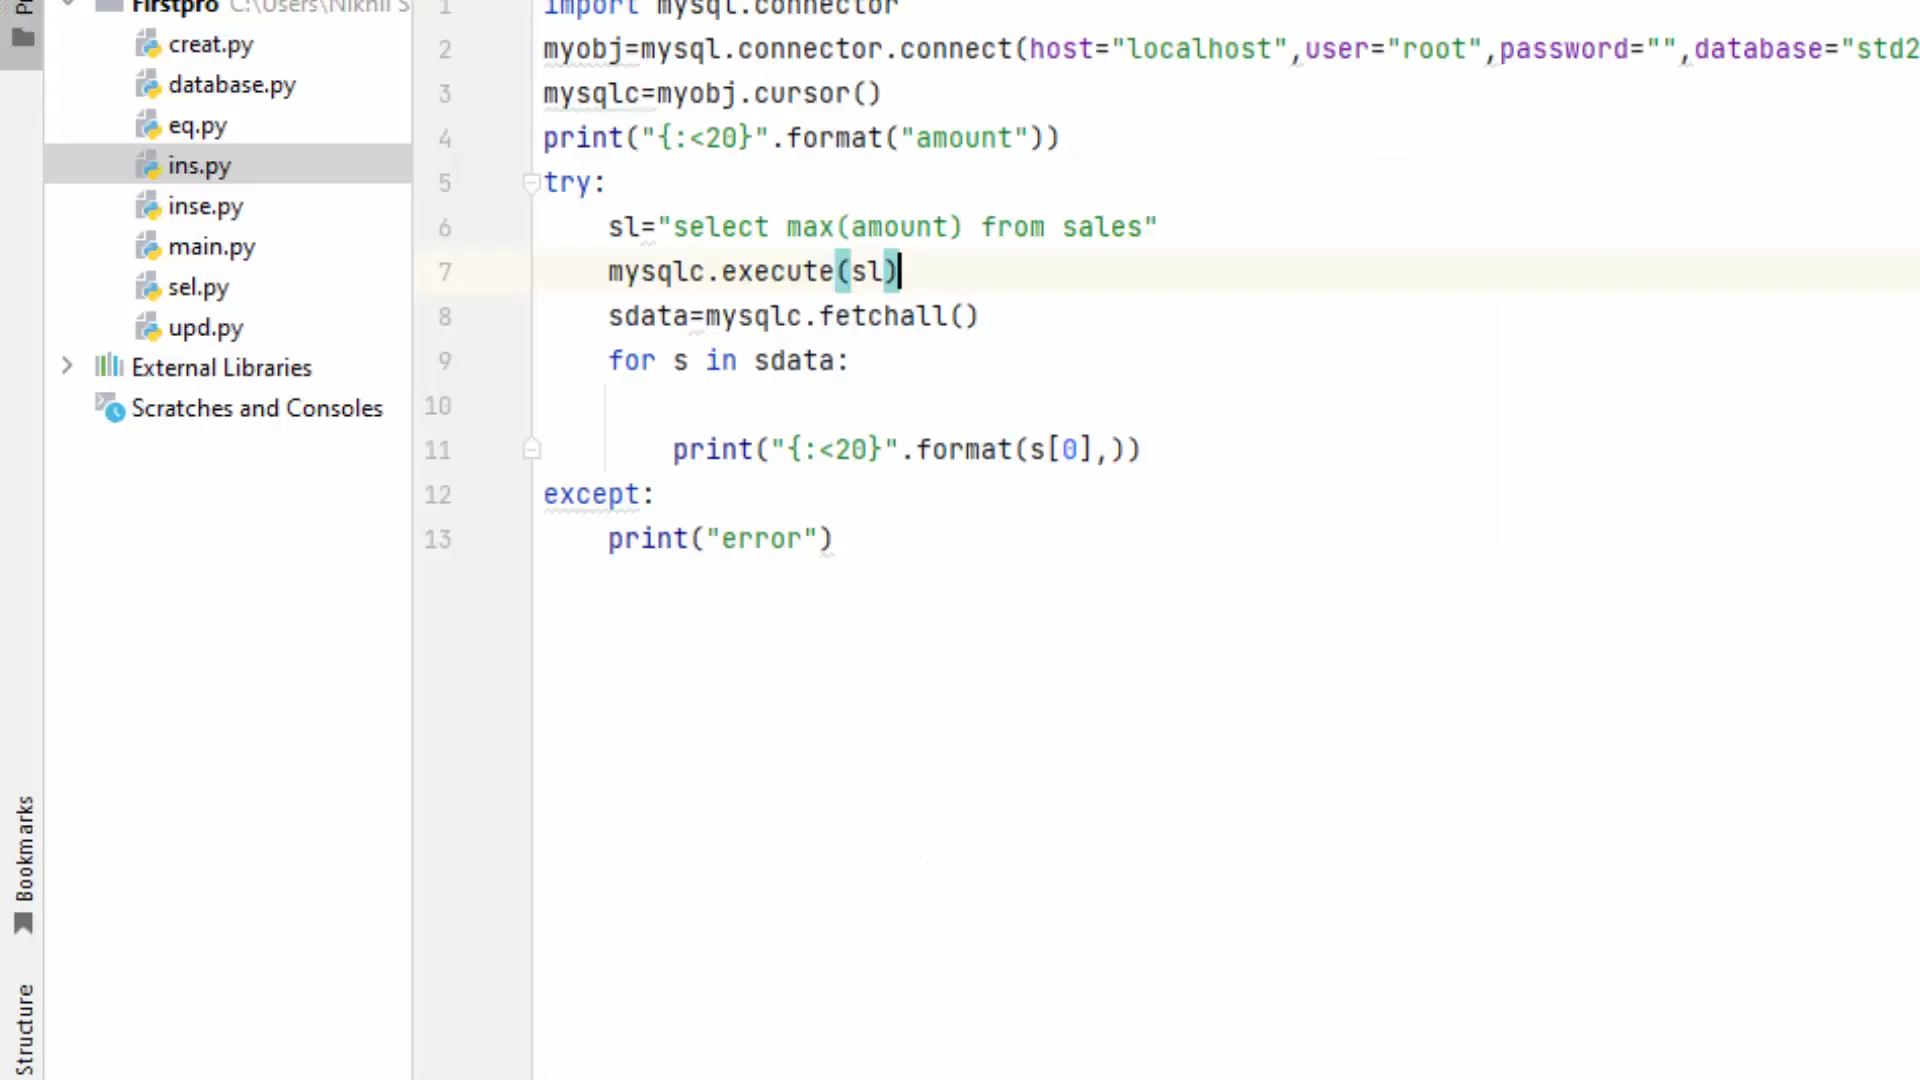 Firstpro C:\Users\Nikhil S
creat.py
database.py
eq.py
ins.py
inse.py
main.py
sel.py
upd.py
External Libraries
Scratches and Consoles
Bookmarks
Structure
1 import mysql.connector
2 myobj=mysql.connector.connect(host="localhost",user="root",password="",database="std2
3 mysqlc=myobj.cursor()
4 print("{:<20}".format("amount"))
5 try:
6 sl="select max(amount) from sales"
7 mysqlc.execute(sl)
8 sdata=mysqlc.fetchall()
9 for s in sdata:
10
11 print("{:<20}".format(s[0],))
12 except:
13 print("error")